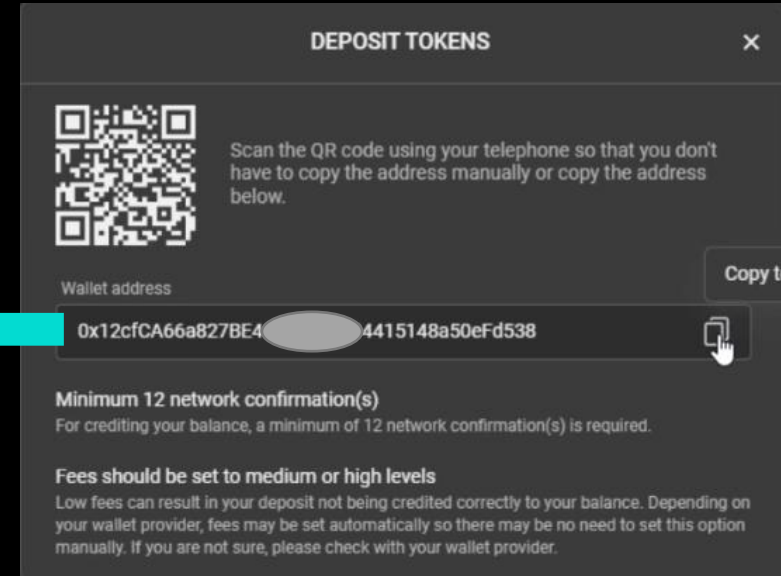 DEPOSIT TOKENS
Scan the QR code using your telephone so that you don't
have to copy the address manually or copy the address
below.
Copy t
Wallet address
0x12cfCA66a827BE4 4415148a50eFd538
Minimum 12 network confirmation(s)
For crediting your balance, a minimum of 12 network confirmation(s) is required.
Fees should be set to medium or high levels
Low fees can result in your deposit not being credited correctly to your balance. Depending on
your wallet provider, fees may be set automatically so there may be no need to set this option
manually. If you are not sure, please check with your wallet provider.